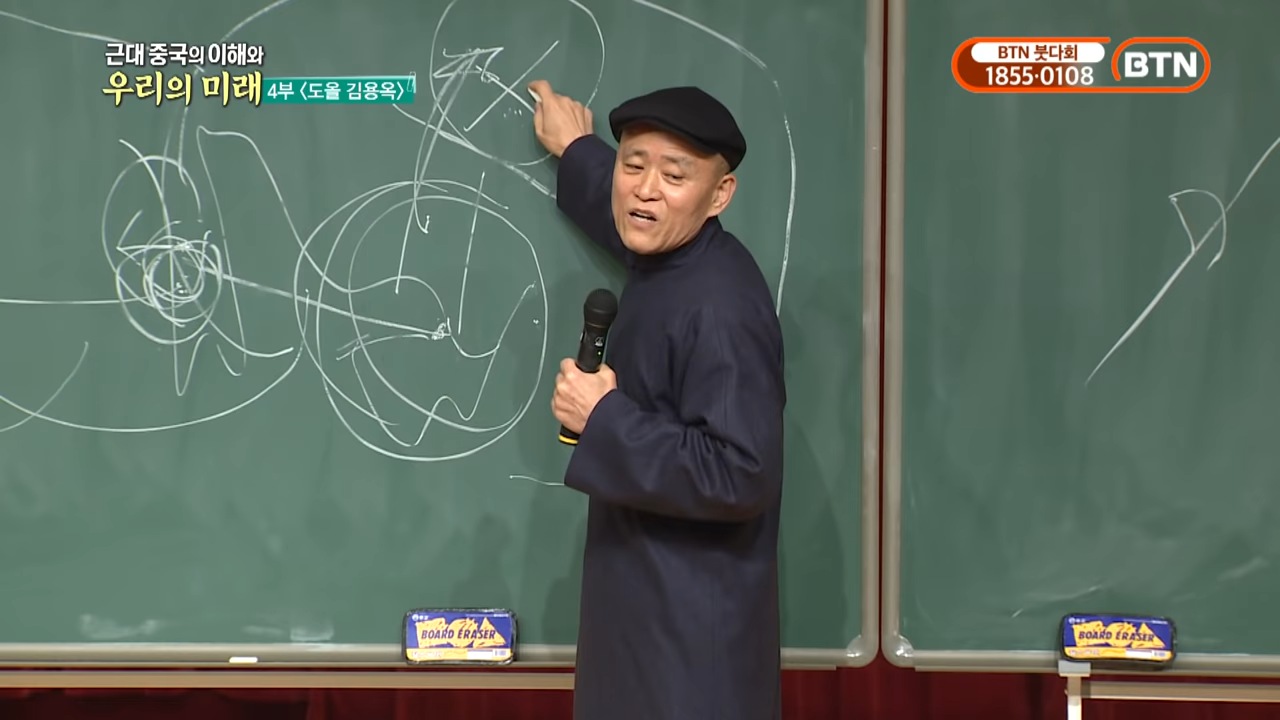 근대 중국의 이해와
우리의 미래 4부 <도올 김용옥>
BTN 붓다회
1855·0108
BTN
BOARD ERASER
BOARD ERASER